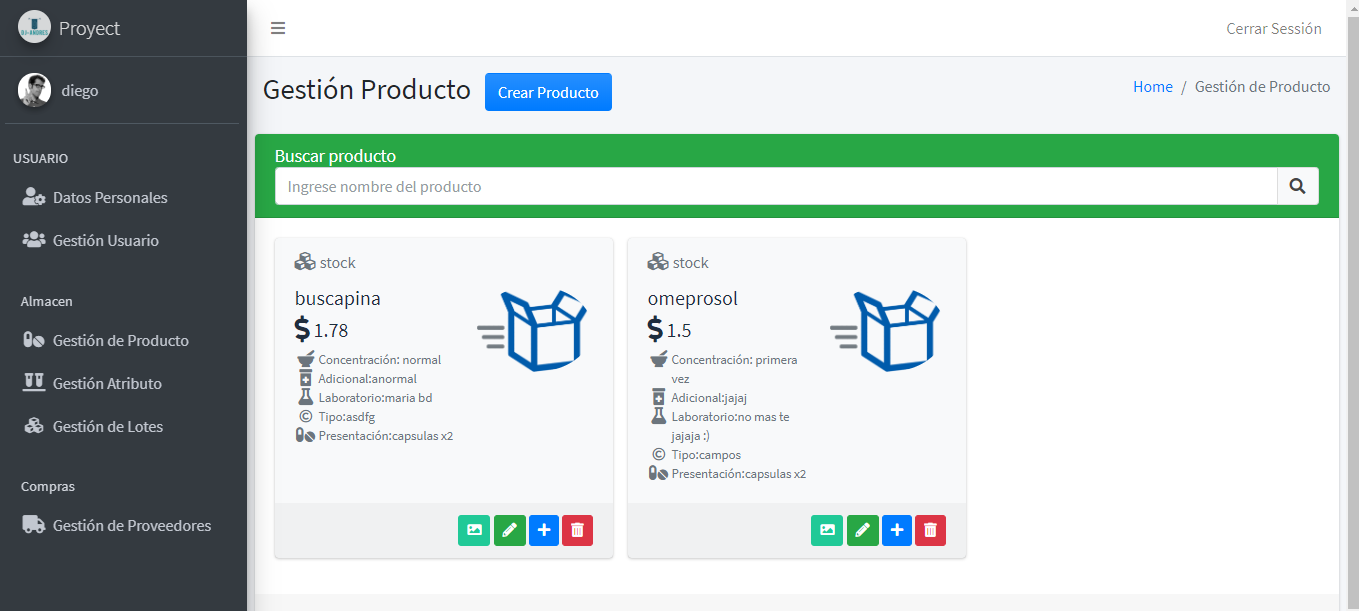 Proyect
Cerrar Sessión
diego
Gestión Producto
Crear Producto
Home / Gestión de Producto
USUARIO
Datos Personales
Gestión Usuario
Almacen
Gestión de Producto
Gestión Atributo
Gestión de Lotes
Compras
Gestión de Proveedores
Buscar producto
Ingrese nombre del producto
stock
buscapina
$ 1.78
Concentración: normal
Adicional:anormal
Laboratorio:maria bd
Tipo:asdfg
Presentación:capsulas x2
stock
omeprosol
$ 1.5
Concentración: primera
vez
Adicional:jajaj
Laboratorio:no mas te
jajaja :)
Tipo:campos
Presentación:capsulas x2